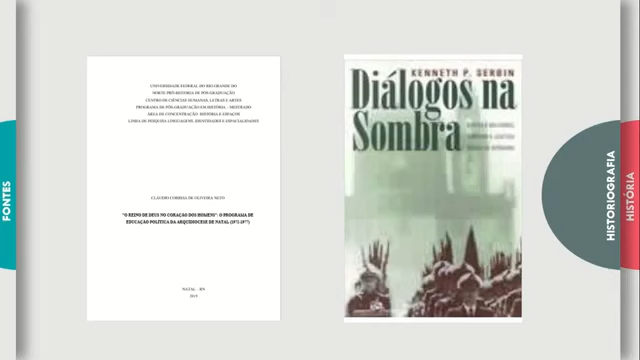 FONTES
UNIVERSIDADE FEDERAL DO RIO GRANDE DO
NORTE PRÓ-REITORIA DE PÓS-GRADUAÇÃO
CENTRO DE CIÊNCIAS HUMANAS, LETRAS E ARTES
PROGRAMA DE PÓS-GRADUAÇÃO EM HISTÓRIA – MESTRADO
ÁREA DE CONCENTRAÇÃO: HISTÓRIA E ESPAÇOS
LINHA DE PESQUISA: LINGUAGENS, IDENTIDADES E ESPACIALIDADES
CLÁUDIO CORREIA DE OLIVEIRA NETO
"O REINO DE DEUS NO CORAÇÃO DOS HOMENS": O PROGRAMA DE
EDUCAÇÃO POLÍTICA DA ARQUIDIOCESE DE NATAL
NATAL – RN
2019
KENNETH P. SERBIN
Diálogos na
Sombra
HISTORIOGRAFIA
HISTÓRIA